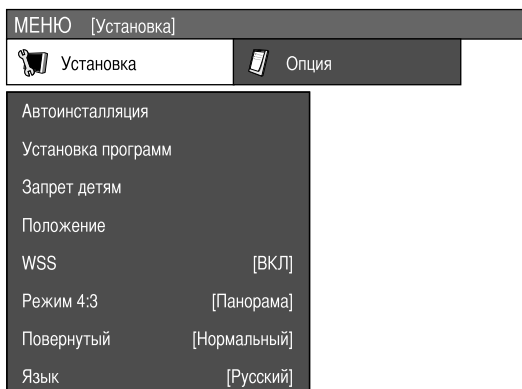 МЕНЮ [Установка]
Установка Опция
Автоинсталляция
Установка программ
Запрет детям
Положение
WSS [ВКЛ]
Режим 4:3 [Панорама]
Повернутый [Нормальный]
Язык [Русский]